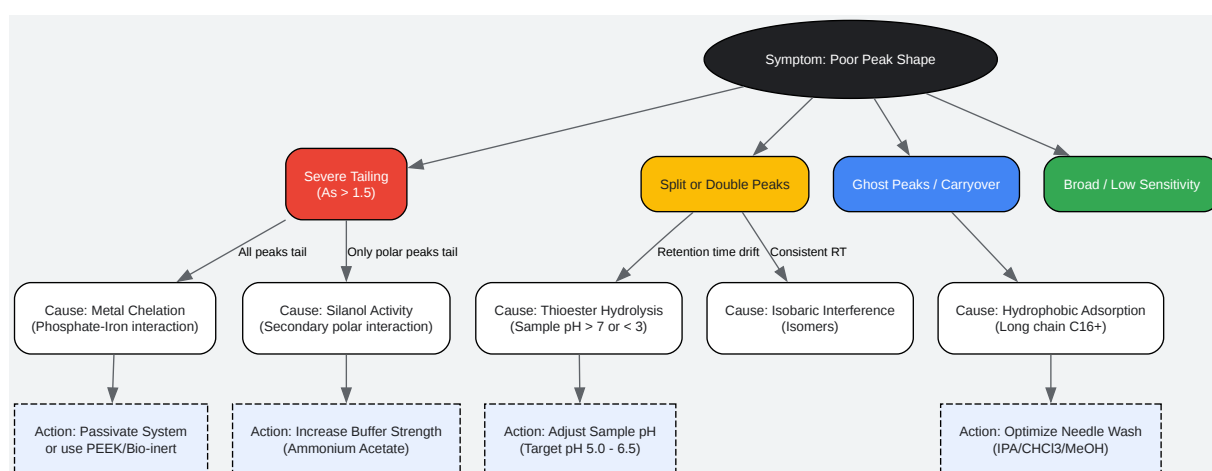 Symptom: Poor Peak Shape
Severe Tailing
(As > 1.5)
Split or Double Peaks
Ghost Peaks / Carryover
Broad / Low Sensitivity
All peaks tail
Only polar peaks tail
Retention time drift
Consistent RT
Cause: Metal Chelation
(Phosphate-Iron interaction)
Cause: Silanol Activity
(Secondary polar interaction)
Cause: Thioester Hydrolysis
(Sample pH > 7 or < 3)
Cause: Isobaric Interference
(Isomers)
Cause: Hydrophobic Adsorption
(Long chain C16+)
Action: Passivate System
or use PEEK/Bio-inert
Action: Increase Buffer Strength
(Ammonium Acetate)
Action: Adjust Sample pH
(Target pH 5.0 - 6.5)
Action: Optimize Needle Wash
(IPA/CHCl3/MeOH)